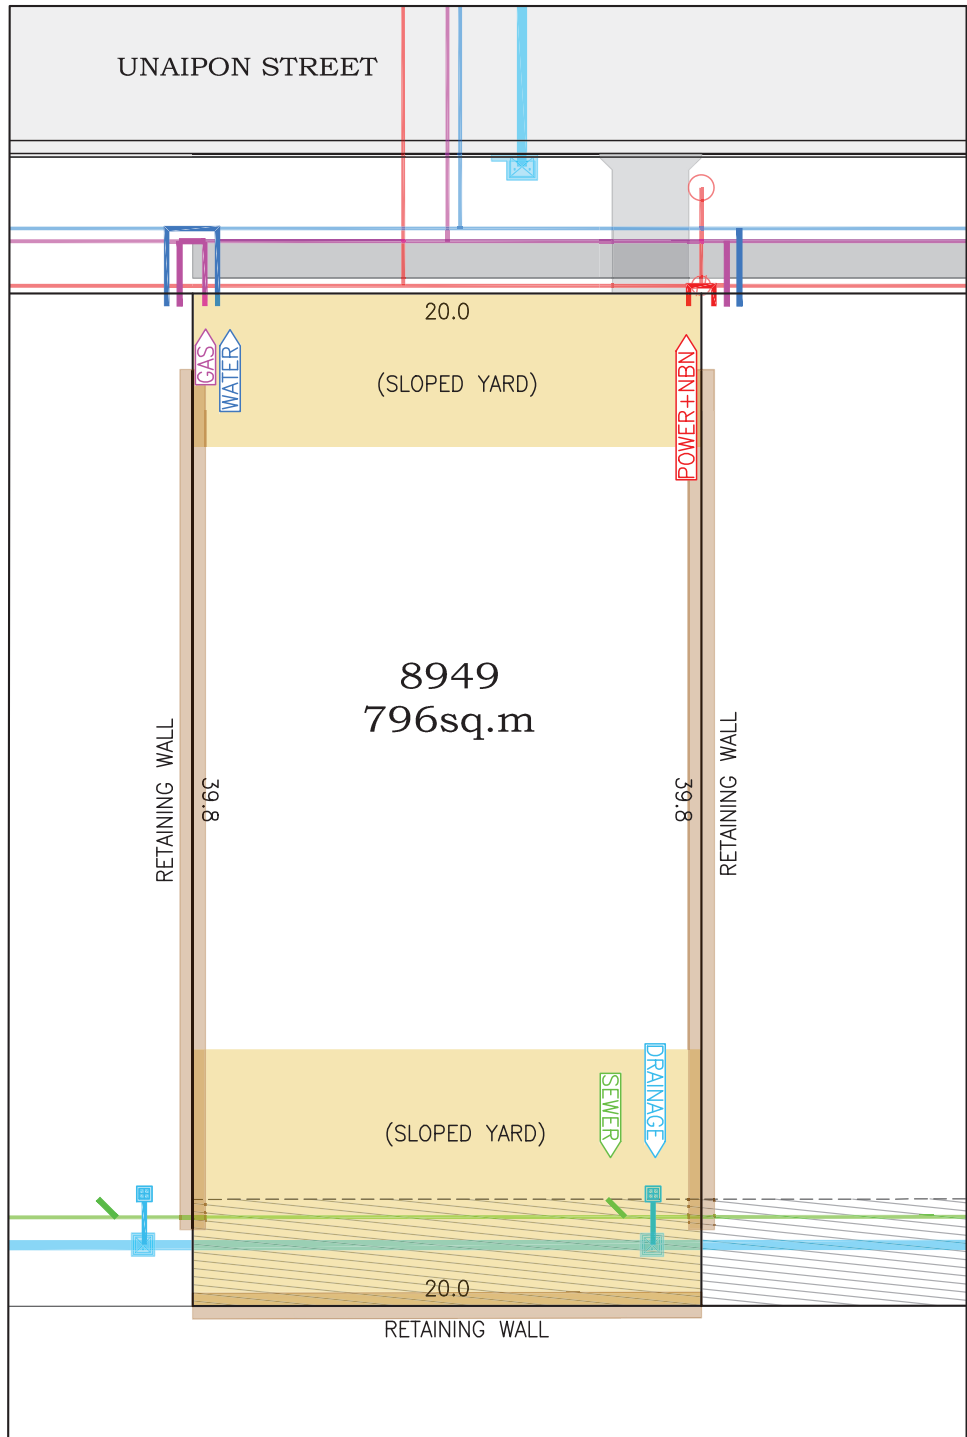 UNAIPON STREET
20.0
GAS
WATER
(SLOPED YARD)
POWER+NBN
8949
796sq.m
RETAINING WALL
39.8
39.8
RETAINING WALL
DRAINAGE
SEWER
(SLOPED YARD)
20.0
RETAINING WALL